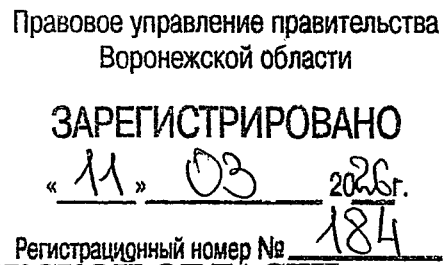 Правовое управление правительства
Воронежской области
ЗАРЕГИСТРИРОВАНО
« 11 » 03 2026г.
Регистрационный номер № 184